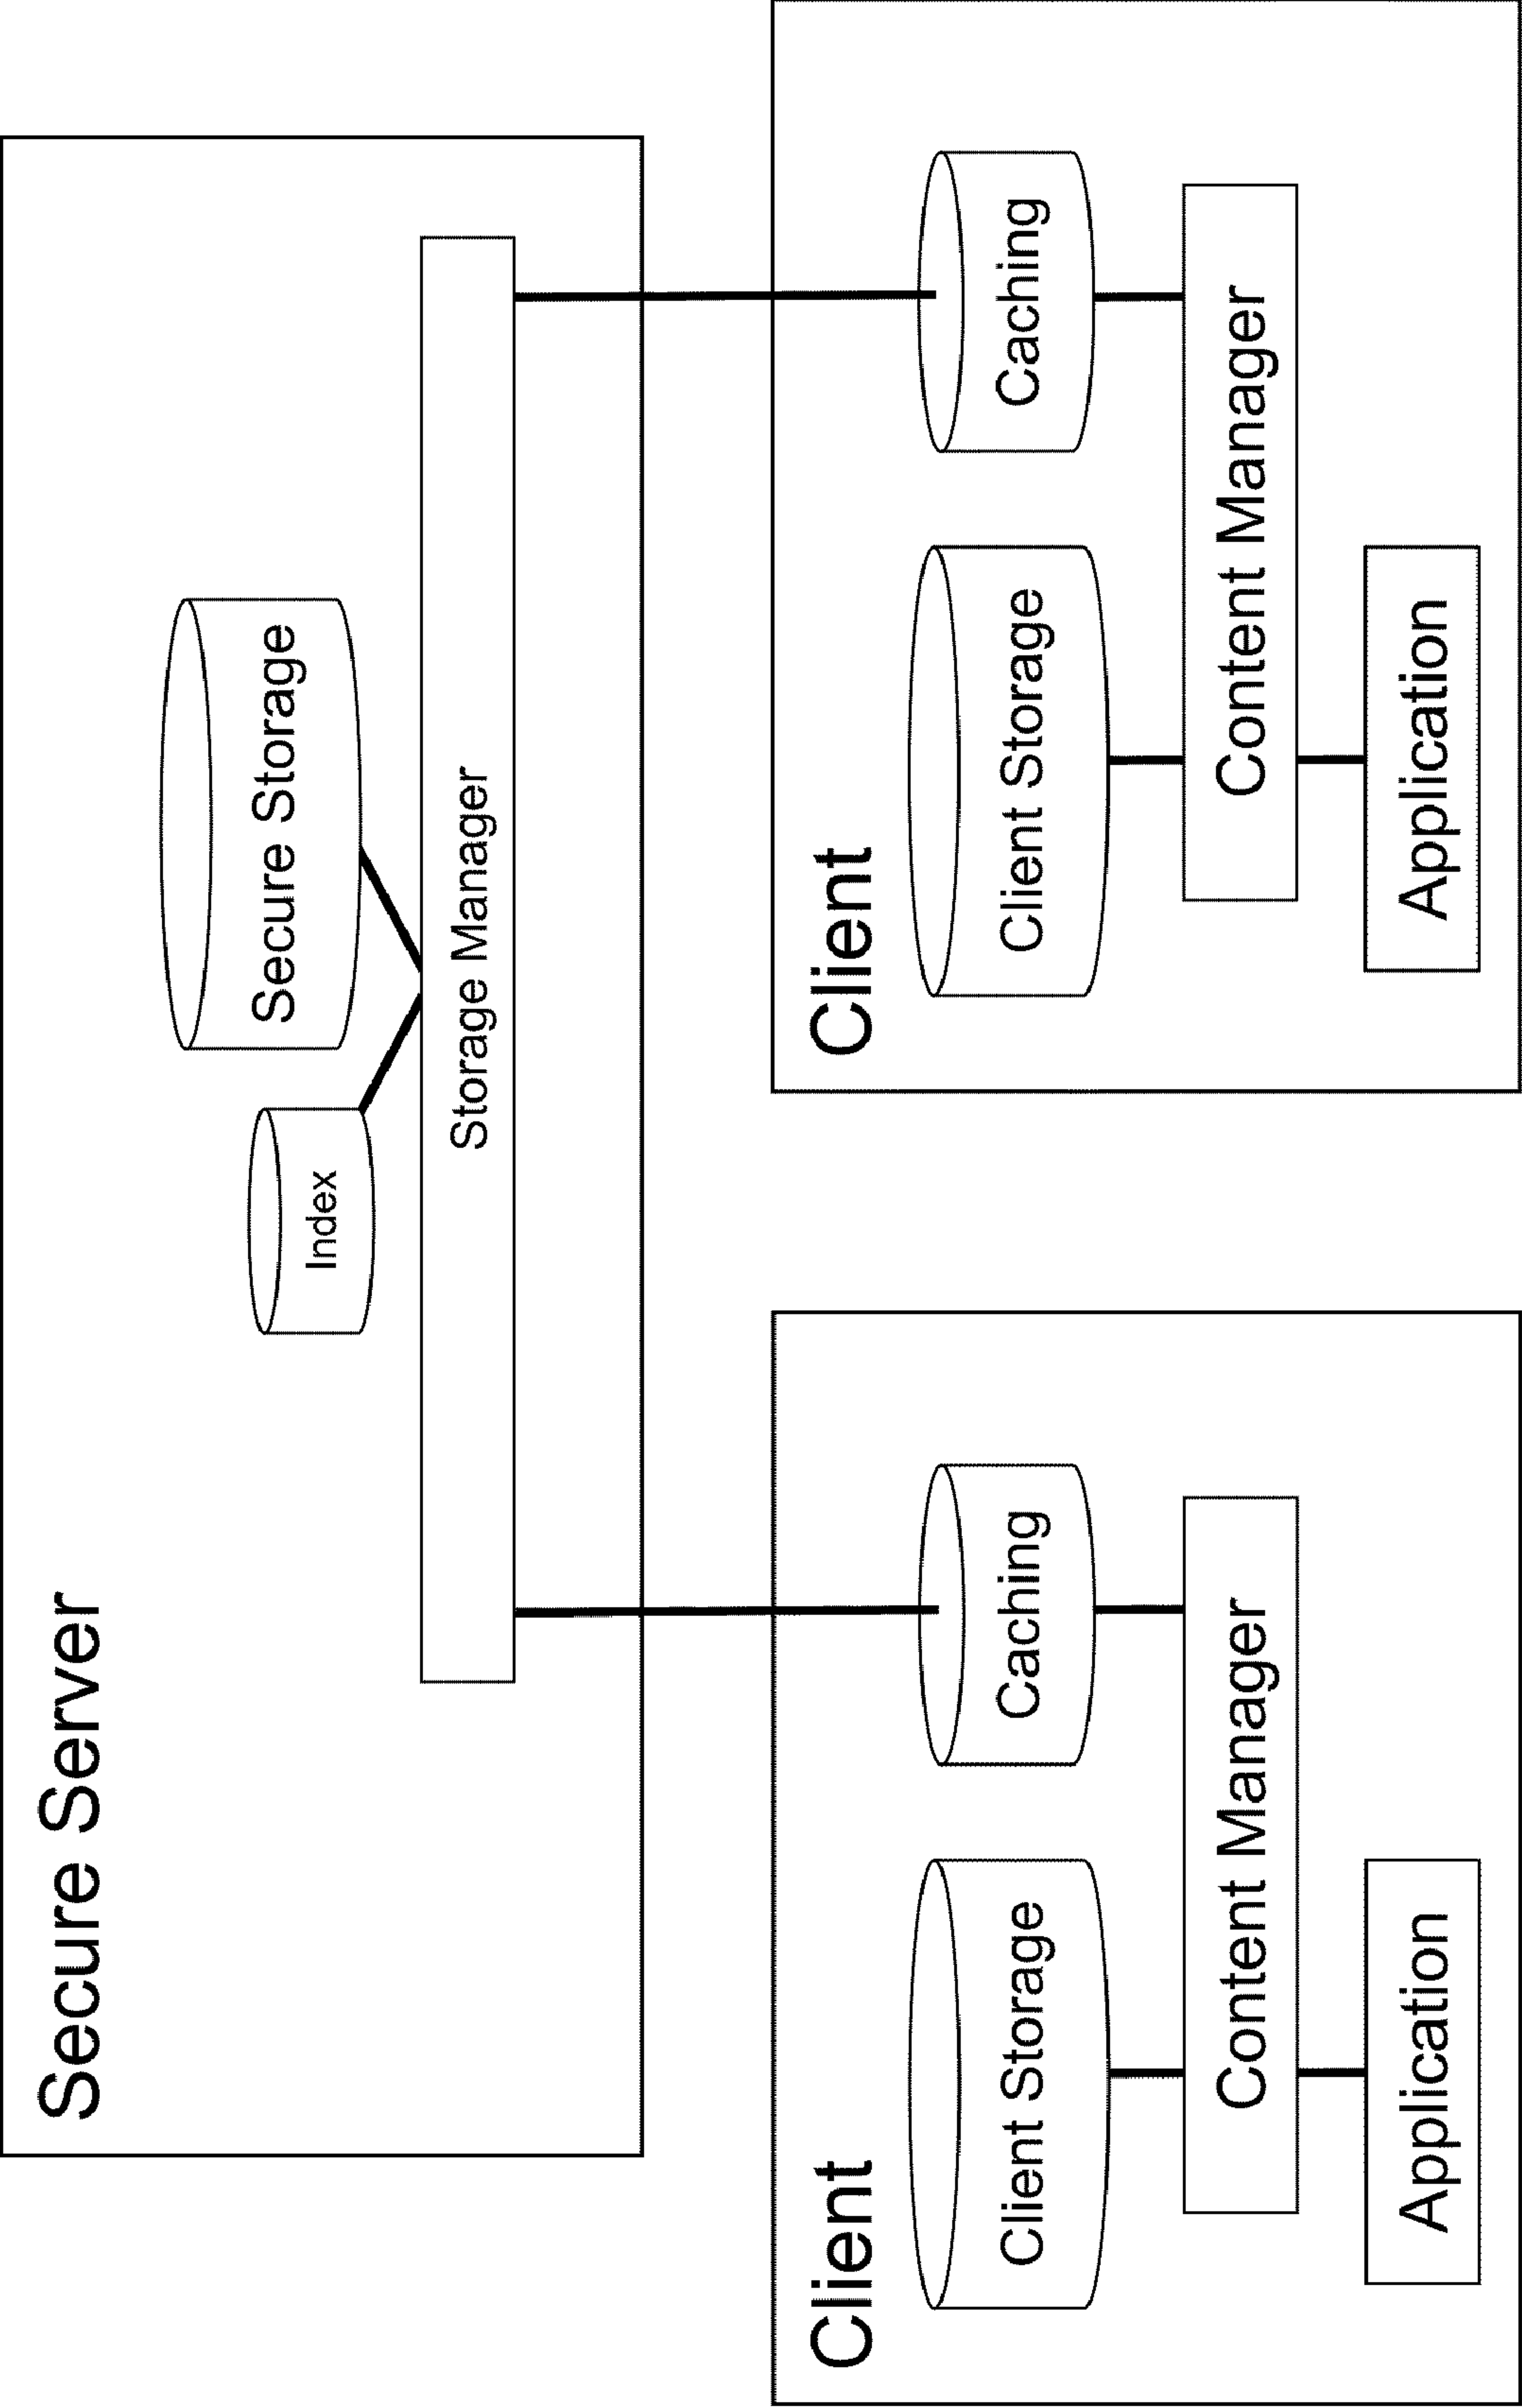 Secure Server
Index
Secure Storage
Storage Manager
Client
Client Storage
Caching
Content Manager
Application
Client
Client Storage
Caching
Content Manager
Application